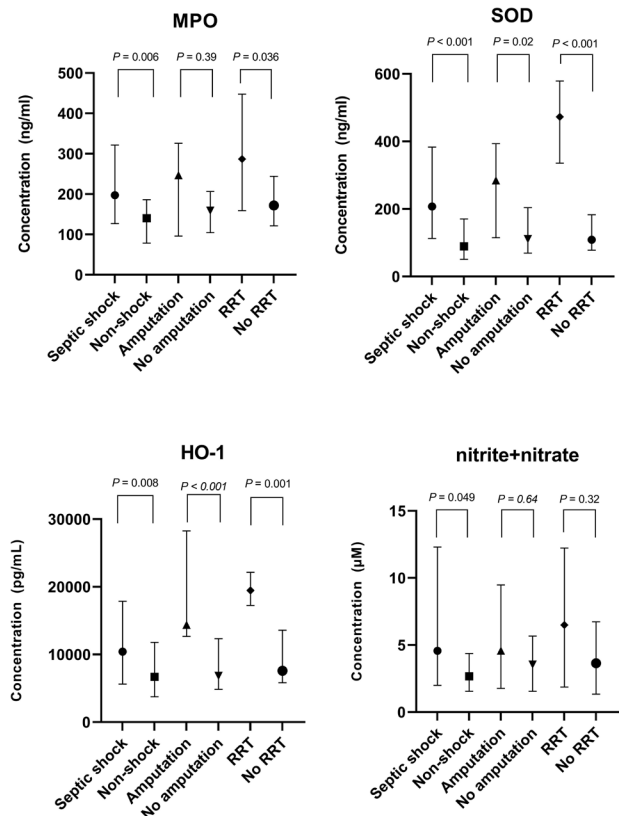 MPO
P = 0.006 P = 0.39 P = 0.036
Concentration (ng/ml)
500
400
300
200
100
0
Septic shock
Non-shock
Amputation
No amputation
RRT
No RRT
SOD
P < 0.001 P = 0.02 P < 0.001
Concentration (ng/ml)
600
400
200
0
Septic shock
Non-shock
Amputation
No amputation
RRT
No RRT
HO-1
P = 0.008 P < 0.001 P = 0.001
Concentration (pg/mL)
30000
20000
10000
0
Septic shock
Non-shock
Amputation
No amputation
RRT
No RRT
nitrite+nitrate
P = 0.049 P = 0.64 P = 0.32
Concentration (μM)
15
10
5
0
Septic shock
Non-shock
Amputation
No amputation
RRT
No RRT